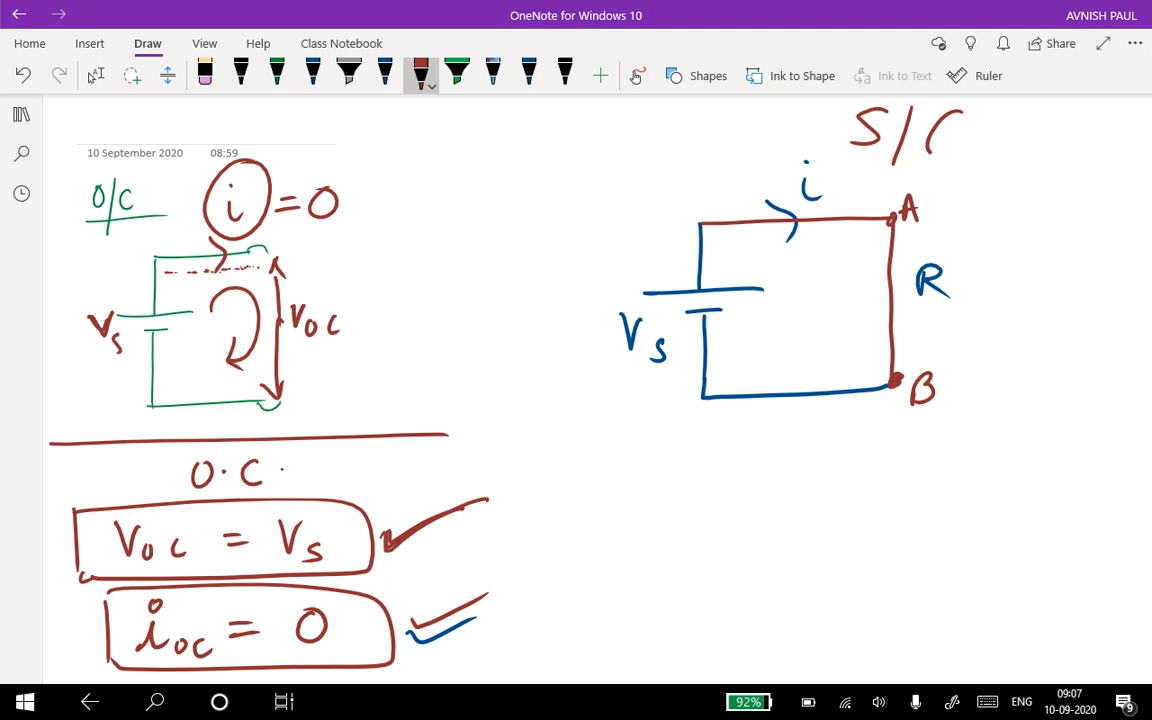 OneNote for Windows 10
AVNISH PAUL
Home Insert Draw View Help Class Notebook
Share
Shapes Ink to Shape Ink to Text Ruler
10 September 2020 08:59
O/C
i = 0
Vs
Voc
O.C.
Voc = Vs
ioc = 0
S/C
i
A
R
Vs
B
92%
ENG
09:07
10-09-2020
9